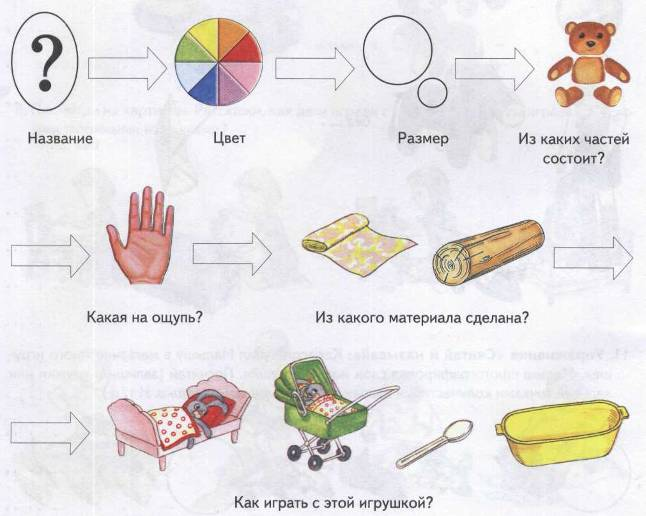 ?
Название
Цвет
Размер
Из каких частей
состоит?
Какая на ощупь?
Из какого материала сделана?
Как играть с этой игрушкой?